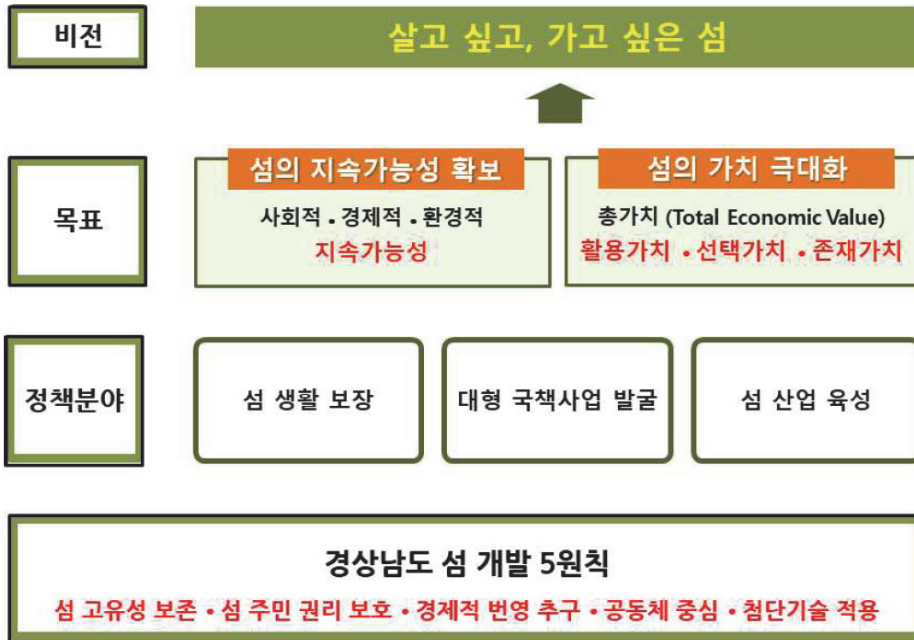 비전
살고 싶고, 가고 싶은 섬
목표
섬의 지속가능성 확보
사회적 • 경제적 • 환경적
지속가능성
섬의 가치 극대화
총가치 (Total Economic Value)
활용가치 • 선택가치 • 존재가치
정책분야
섬 생활 보장
대형 국책사업 발굴
섬 산업 육성
경상남도 섬 개발 5원칙
섬 고유성 보존 • 섬 주민 권리 보호 • 경제적 번영 추구 • 공동체 중심 • 첨단기술 적용